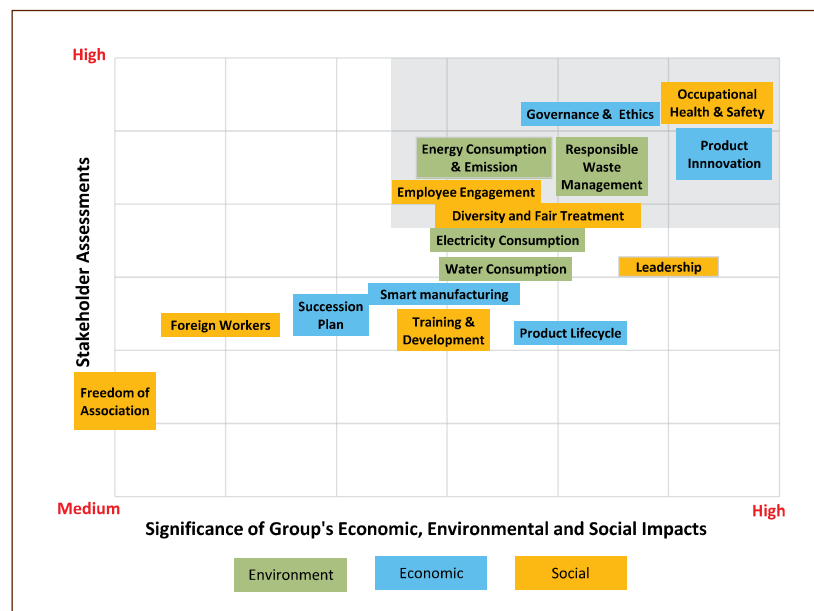 High
Occupational
Health & Safety
Governance & Ethics
Product
Innnovation
Energy Consumption
& Emission
Responsible
Waste
Management
Employee Engagement
Diversity and Fair Treatment
Electricity Consumption
Water Consumption
Leadership
Smart manufacturing
Succession
Plan
Foreign Workers
Training &
Development
Product Lifecycle
Freedom of
Association
Stakeholder Assessments
Medium
High
Significance of Group's Economic, Environmental and Social Impacts
Environment
Economic
Social